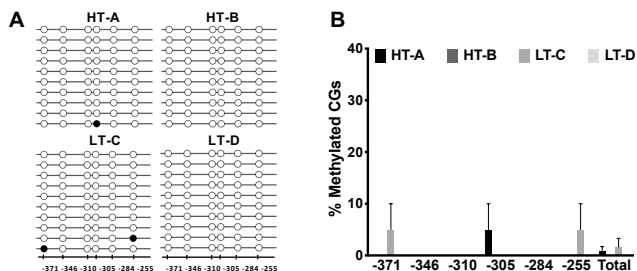 A
HT-A HT-B
LT-C LT-D
-371 -346 -310 -305 -284 -255 -371 -346 -310 -305 -284 -255
B
% Methylated CGs
40
30
20
10
0
HT-A HT-B LT-C LT-D
-371 -346 -310 -305 -284 -255 Total